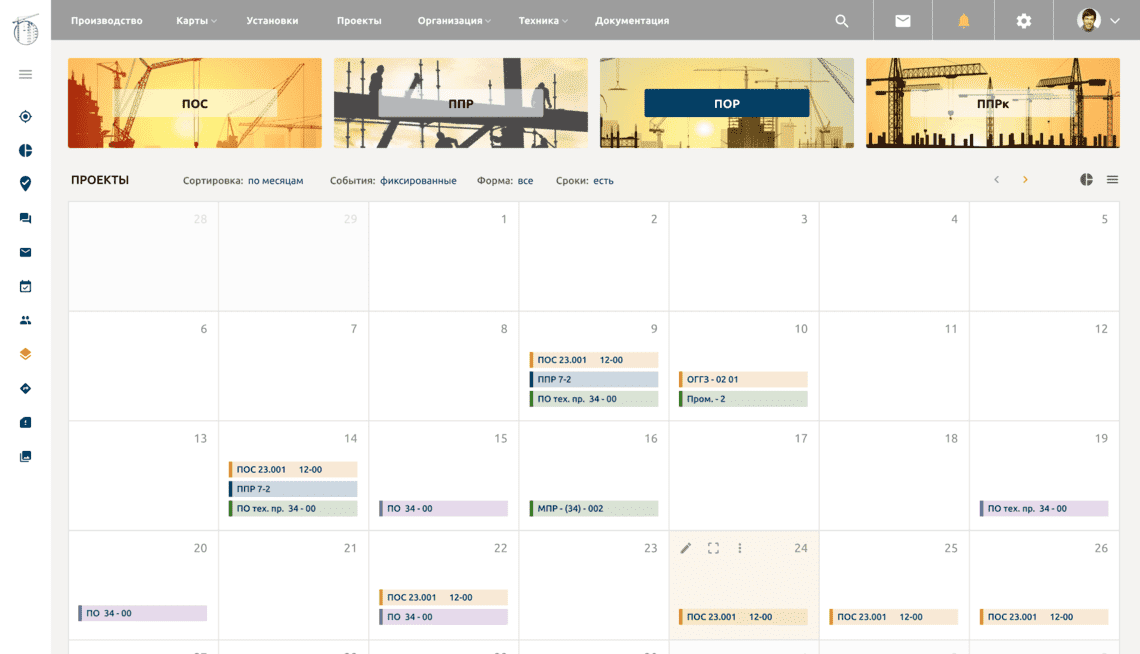 Производство Карты Установки Проекты Организация Техника Документация
ПОС ППР ПОР ППРк
ПРОЕКТЫ Сортировка: по месяцам События: фиксированные Форма: все Сроки: есть
28 29 1 2 3 4 5
6 7 8 9 10 11 12
ПОС 23.001 12-00
ППР 7-2 ОГГЗ - 02 01
ПО тех. пр. 34 - 00 Пром. - 2
13 14 15 16 17 18 19
ПОС 23.001 12-00
ППР 7-2
ПО тех. пр. 34 - 00 ПО 34 - 00 МПР - (34) - 002 ПО тех. пр. 34 - 00
20 21 22 23 24 25 26
ПОС 23.001 12-00
ПО 34 - 00 ПО 34 - 00 ПОС 23.001 12-00 ПОС 23.001 12-00 ПОС 23.001 12-00